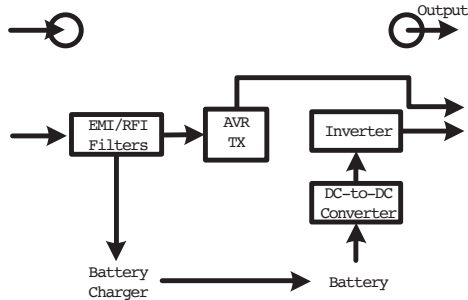 Output
EMI/RFI
Filters
AVR
TX
Inverter
DC-to-DC
Converter
Battery
Charger
Battery